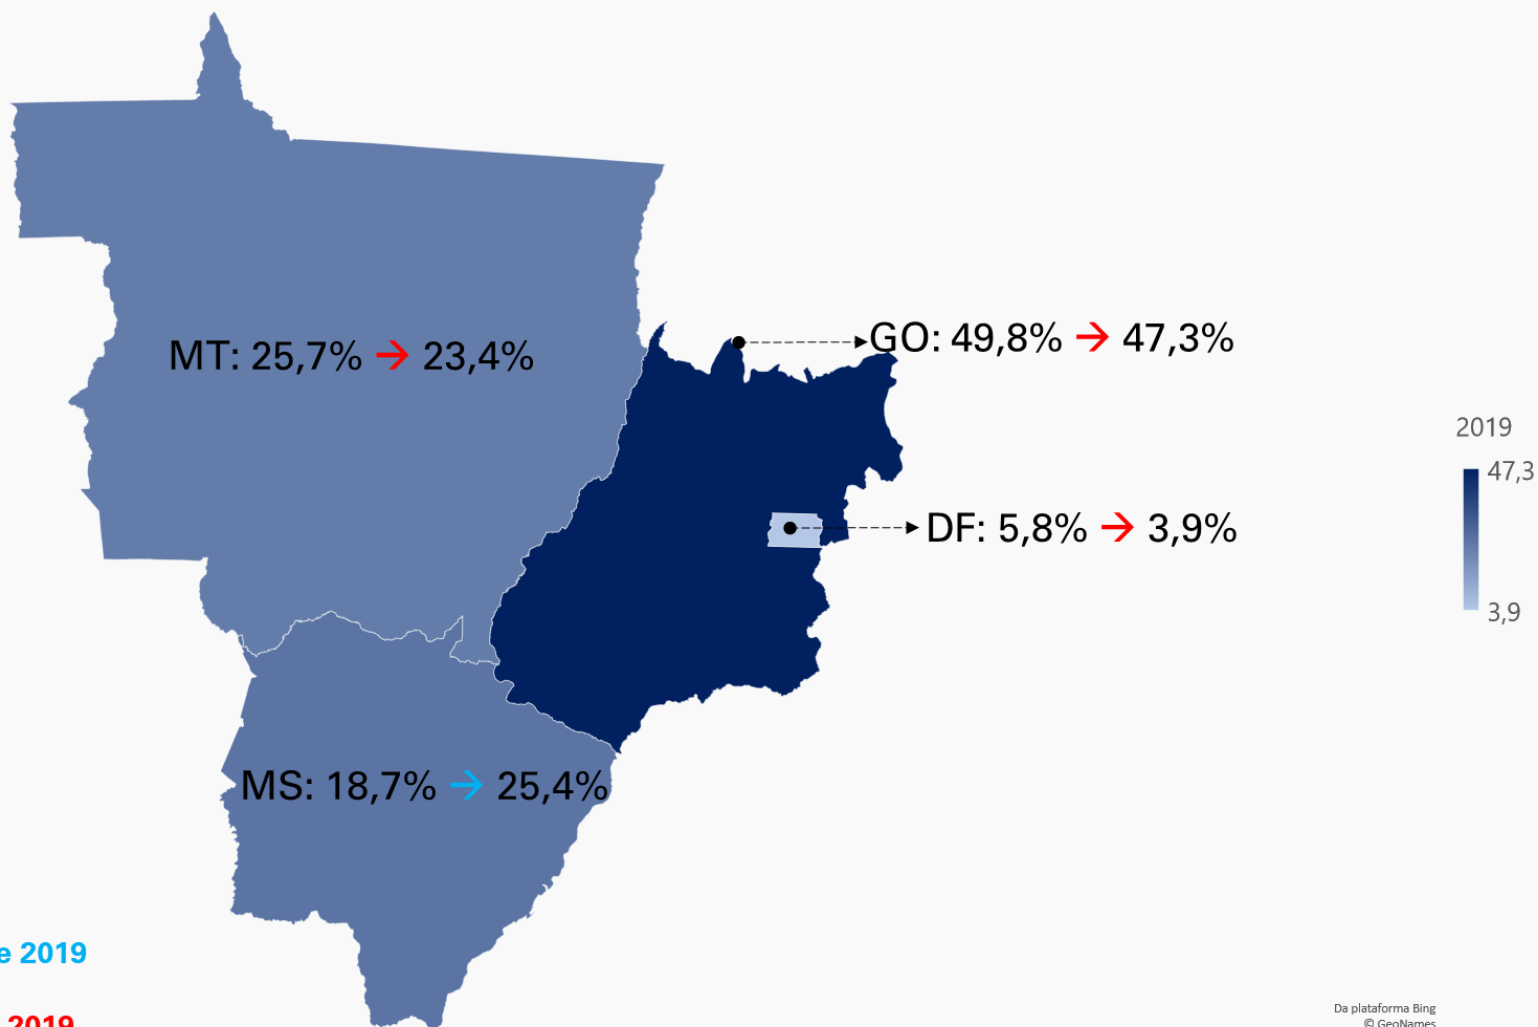 GO: 49,8% → 47,3%
MT: 25,7% → 23,4%
2019
47,3
DF: 5,8% → 3,9%
3,9
MS: 18,7% → 25,4%
e 2019
2019
Da plataforma Bing
© GeoNames